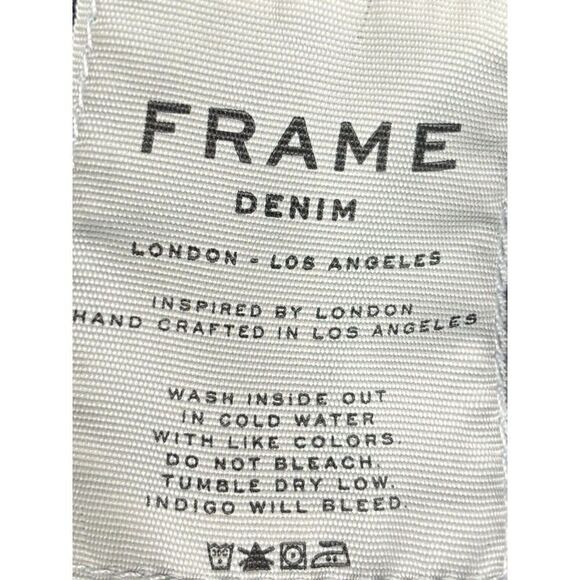 FRAME
DENIM
LONDON - LOS ANGELES
INSPIRED BY LONDON
HAND CRAFTED IN LOS ANGELES
WASH INSIDE OUT
IN COLD WATER
WITH LIKE COLORS.
DO NOT BLEACH.
TUMBLE DRY LOW.
INDIGO WILL BLEED.